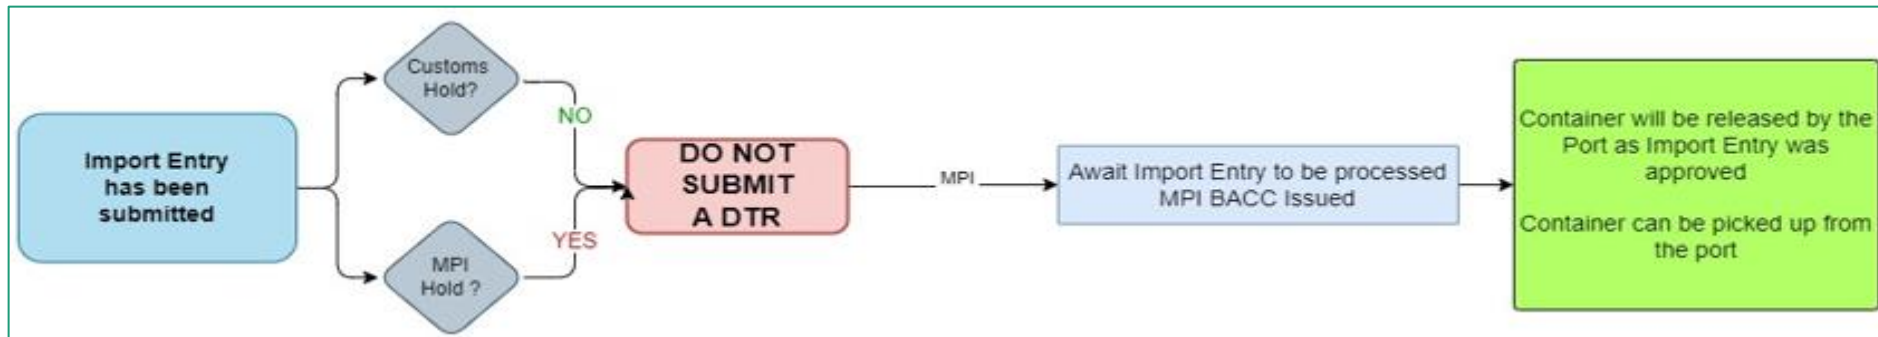 Import Entry
has been
submitted
Customs
Hold?
NO
MPI
Hold ?
YES
DO NOT
SUBMIT
A DTR
MPI
Await Import Entry to be processed
MPI BACC Issued
Container will be released by the
Port as Import Entry was
approved
Container can be picked up from
the port